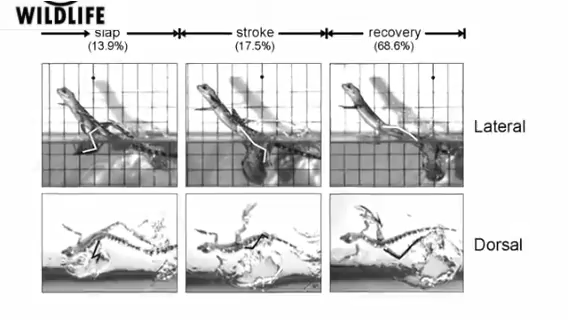 WILDLIFE
slap stroke recovery
(13.9%) (17.5%) (68.6%)
Lateral
Dorsal